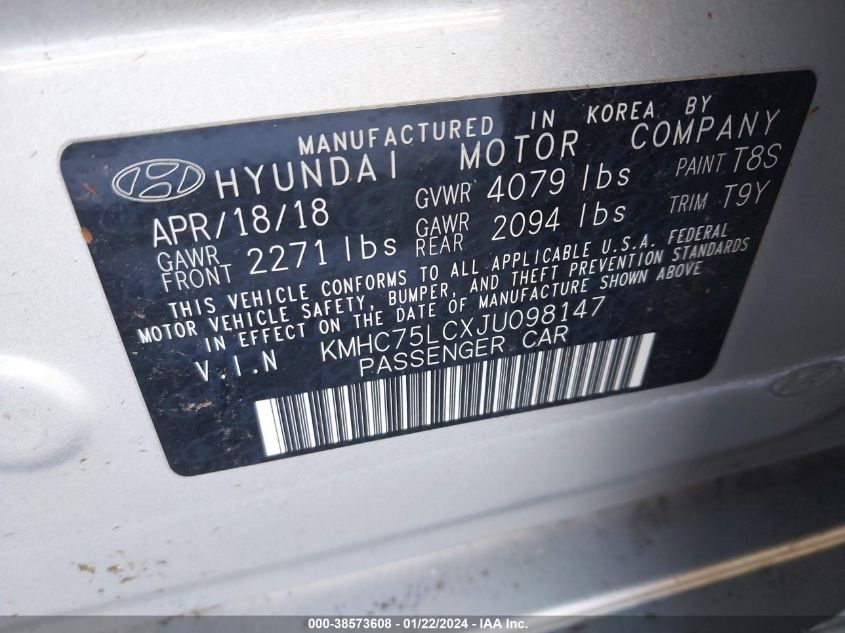 MANUFACTURED IN KOREA BY
HYUNDAI MOTOR COMPANY
APR/18/18 GVWR 4079 lbs PAINT T8S
GAWR FRONT 2271 lbs GAWR REAR 2094 lbs TRIM T9Y
THIS VEHICLE CONFORMS TO ALL APPLICABLE U.S.A. FEDERAL
MOTOR VEHICLE SAFETY, BUMPER, AND THEFT PREVENTION STANDARDS
IN EFFECT ON THE DATE OF MANUFACTURE SHOWN ABOVE
V.I.N KMHC75LCXJU098147
PASSENGER CAR
000-38573608 - 01/22/2024 - IAA Inc.